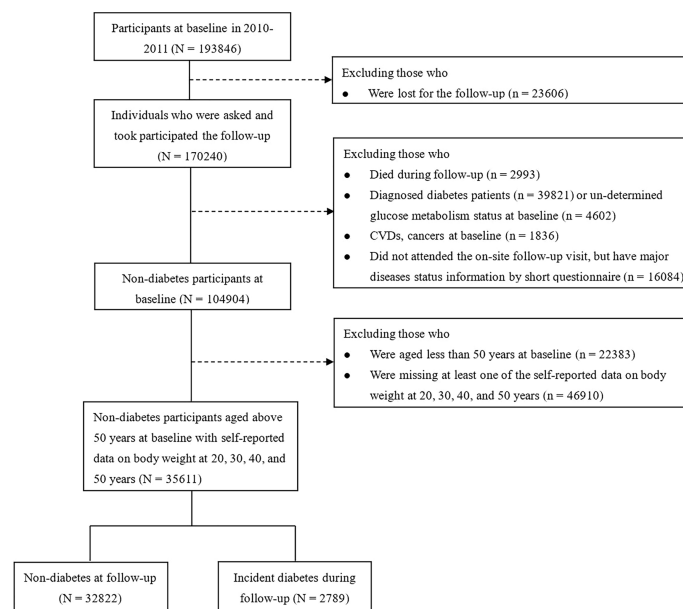 Participants at baseline in 2010-
2011 (N = 193846)
Excluding those who
● Were lost for the follow-up (n = 23606)
Individuals who were asked and
took participated the follow-up
(N = 170240)
Excluding those who
● Died during follow-up (n = 2993)
● Diagnosed diabetes patients (n = 39821) or un-determined
glucose metabolism status at baseline (n = 4602)
● CVDs, cancers at baseline (n = 1836)
● Did not attended the on-site follow-up visit, but have major
diseases status information by short questionnaire (n = 16084)
Non-diabetes participants at
baseline (N = 104904)
Excluding those who
● Were aged less than 50 years at baseline (n = 22383)
● Were missing at least one of the self-reported data on body
weight at 20, 30, 40, and 50 years (n = 46910)
Non-diabetes participants aged above
50 years at baseline with self-reported
data on body weight at 20, 30, 40, and
50 years (N = 35611)
Non-diabetes at follow-up
(N = 32822)
Incident diabetes during
follow-up (N = 2789)